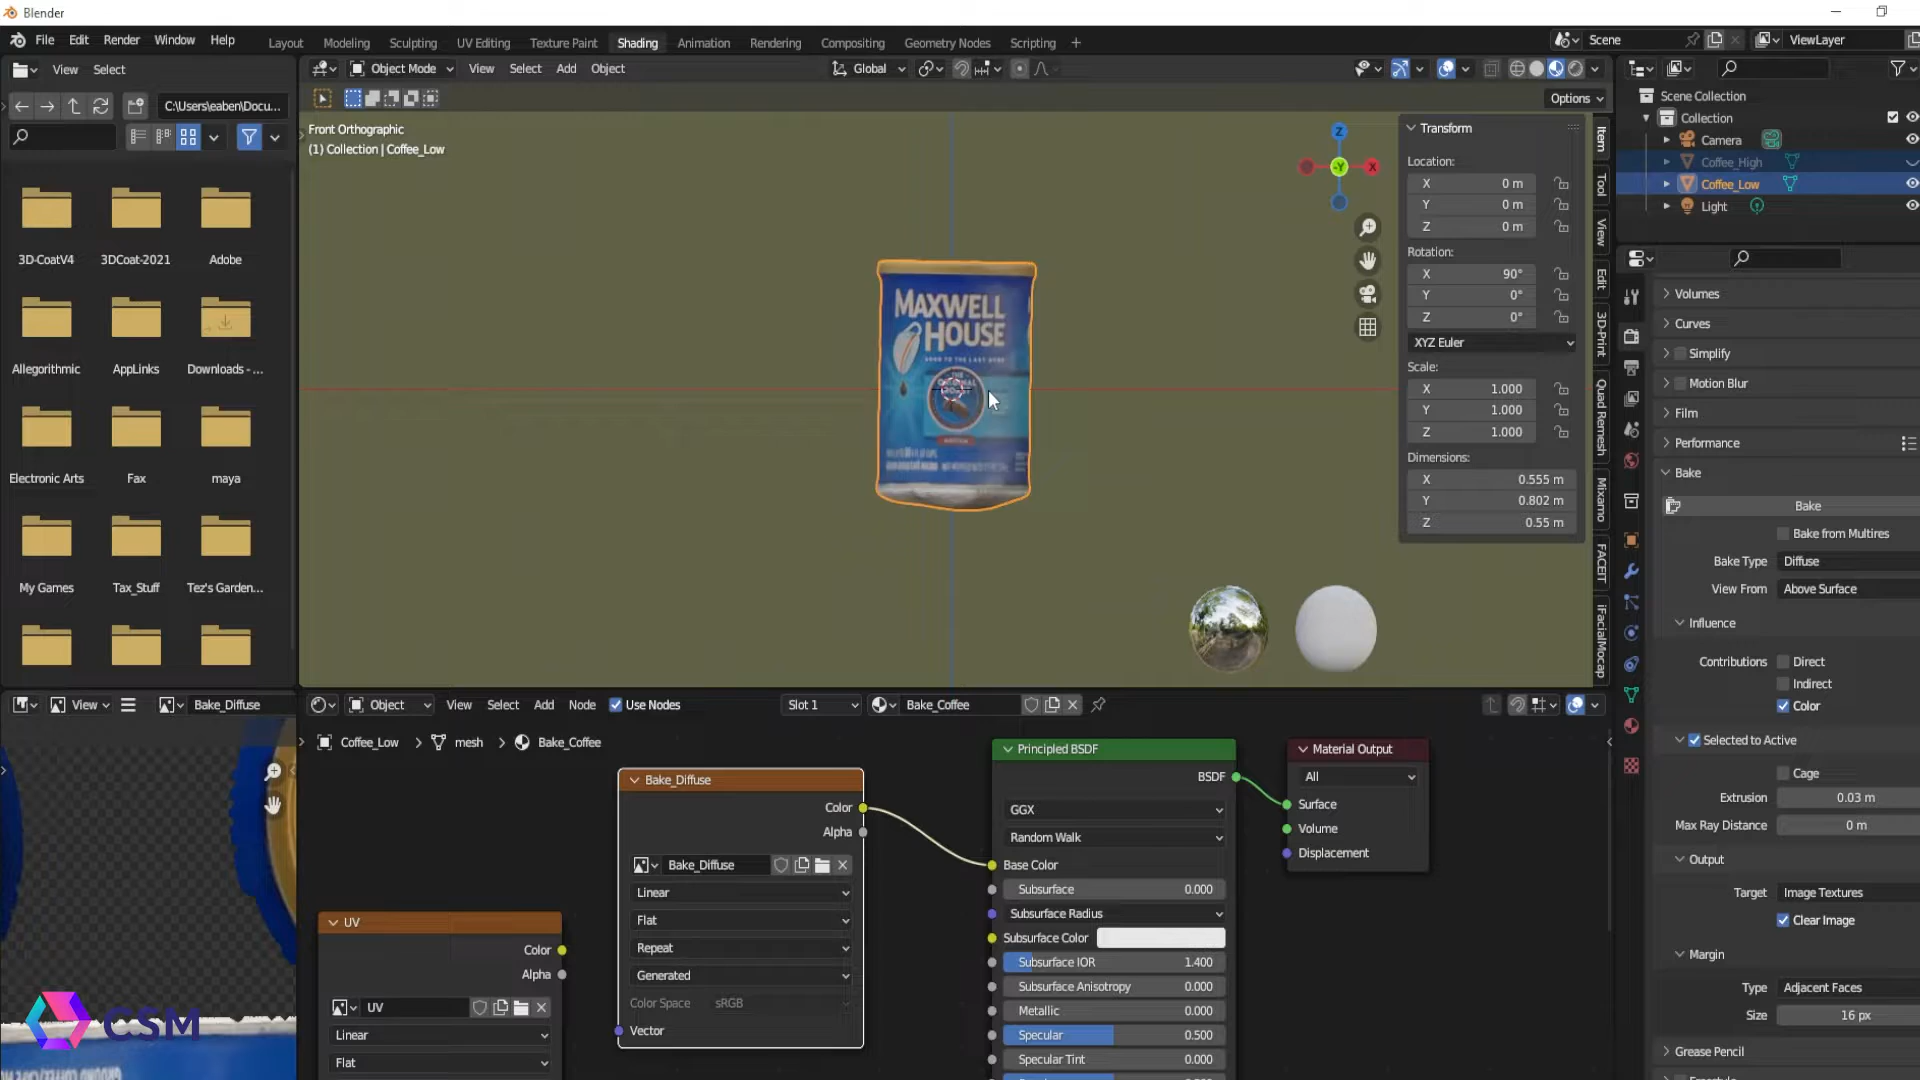 Blender
File Edit Render Window Help
Layout Modeling Sculpting UV Editing Texture Paint Shading Animation Rendering Compositing Geometry Nodes Scripting +
Scene
ViewLayer
View Select
Object Mode View Select Add Object
Global
C:\Users\eaben\Docu...
Options
Front Orthographic
(1) Collection | Coffee_Low
Z
-Y X
3D-CoatV4 3DCoat-2021 Adobe
Allegorithmic AppLinks Downloads - ...
Electronic Arts Fax maya
My Games Tax_Stuff Tez's Garden...
MAXWELL
HOUSE
GOOD TO THE LAST DROP
THE
ORIGINAL
ROAST
Transform
Location:
X 0 m
Y 0 m
Z 0 m
Rotation:
X 90°
Y 0°
Z 0°
XYZ Euler
Scale:
X 1.000
Y 1.000
Z 1.000
Dimensions:
X 0.555 m
Y 0.802 m
Z 0.55 m
Item
Tool
View
Edit
3D-Print
Quad Remesh
Mixamo
FACEIT
iFacialMocap
Scene Collection
Collection
Camera
Coffee_High
Coffee_Low
Light
Volumes
Curves
Simplify
Motion Blur
Film
Performance
Bake
Bake
Bake from Multires
Bake Type Diffuse
View From Above Surface
Influence
Contributions Direct
Indirect
Color
Selected to Active
Cage
Extrusion 0.03 m
Max Ray Distance 0 m
Output
Target Image Textures
Clear Image
Margin
Type Adjacent Faces
Size 16 px
Grease Pencil
View Bake_Diffuse
CSM
Object View Select Add Node Use Nodes Slot 1 Bake_Coffee
Coffee_Low > mesh > Bake_Coffee
UV
Color
Alpha
UV
Linear
Flat
Bake_Diffuse
Color
Alpha
Bake_Diffuse
Linear
Flat
Repeat
Generated
Color Space sRGB
Vector
Principled BSDF
BSDF
GGX
Random Walk
Base Color
Subsurface 0.000
Subsurface Radius
Subsurface Color
Subsurface IOR 1.400
Subsurface Anisotropy 0.000
Metallic 0.000
Specular 0.500
Specular Tint 0.000
Material Output
All
Surface
Volume
Displacement